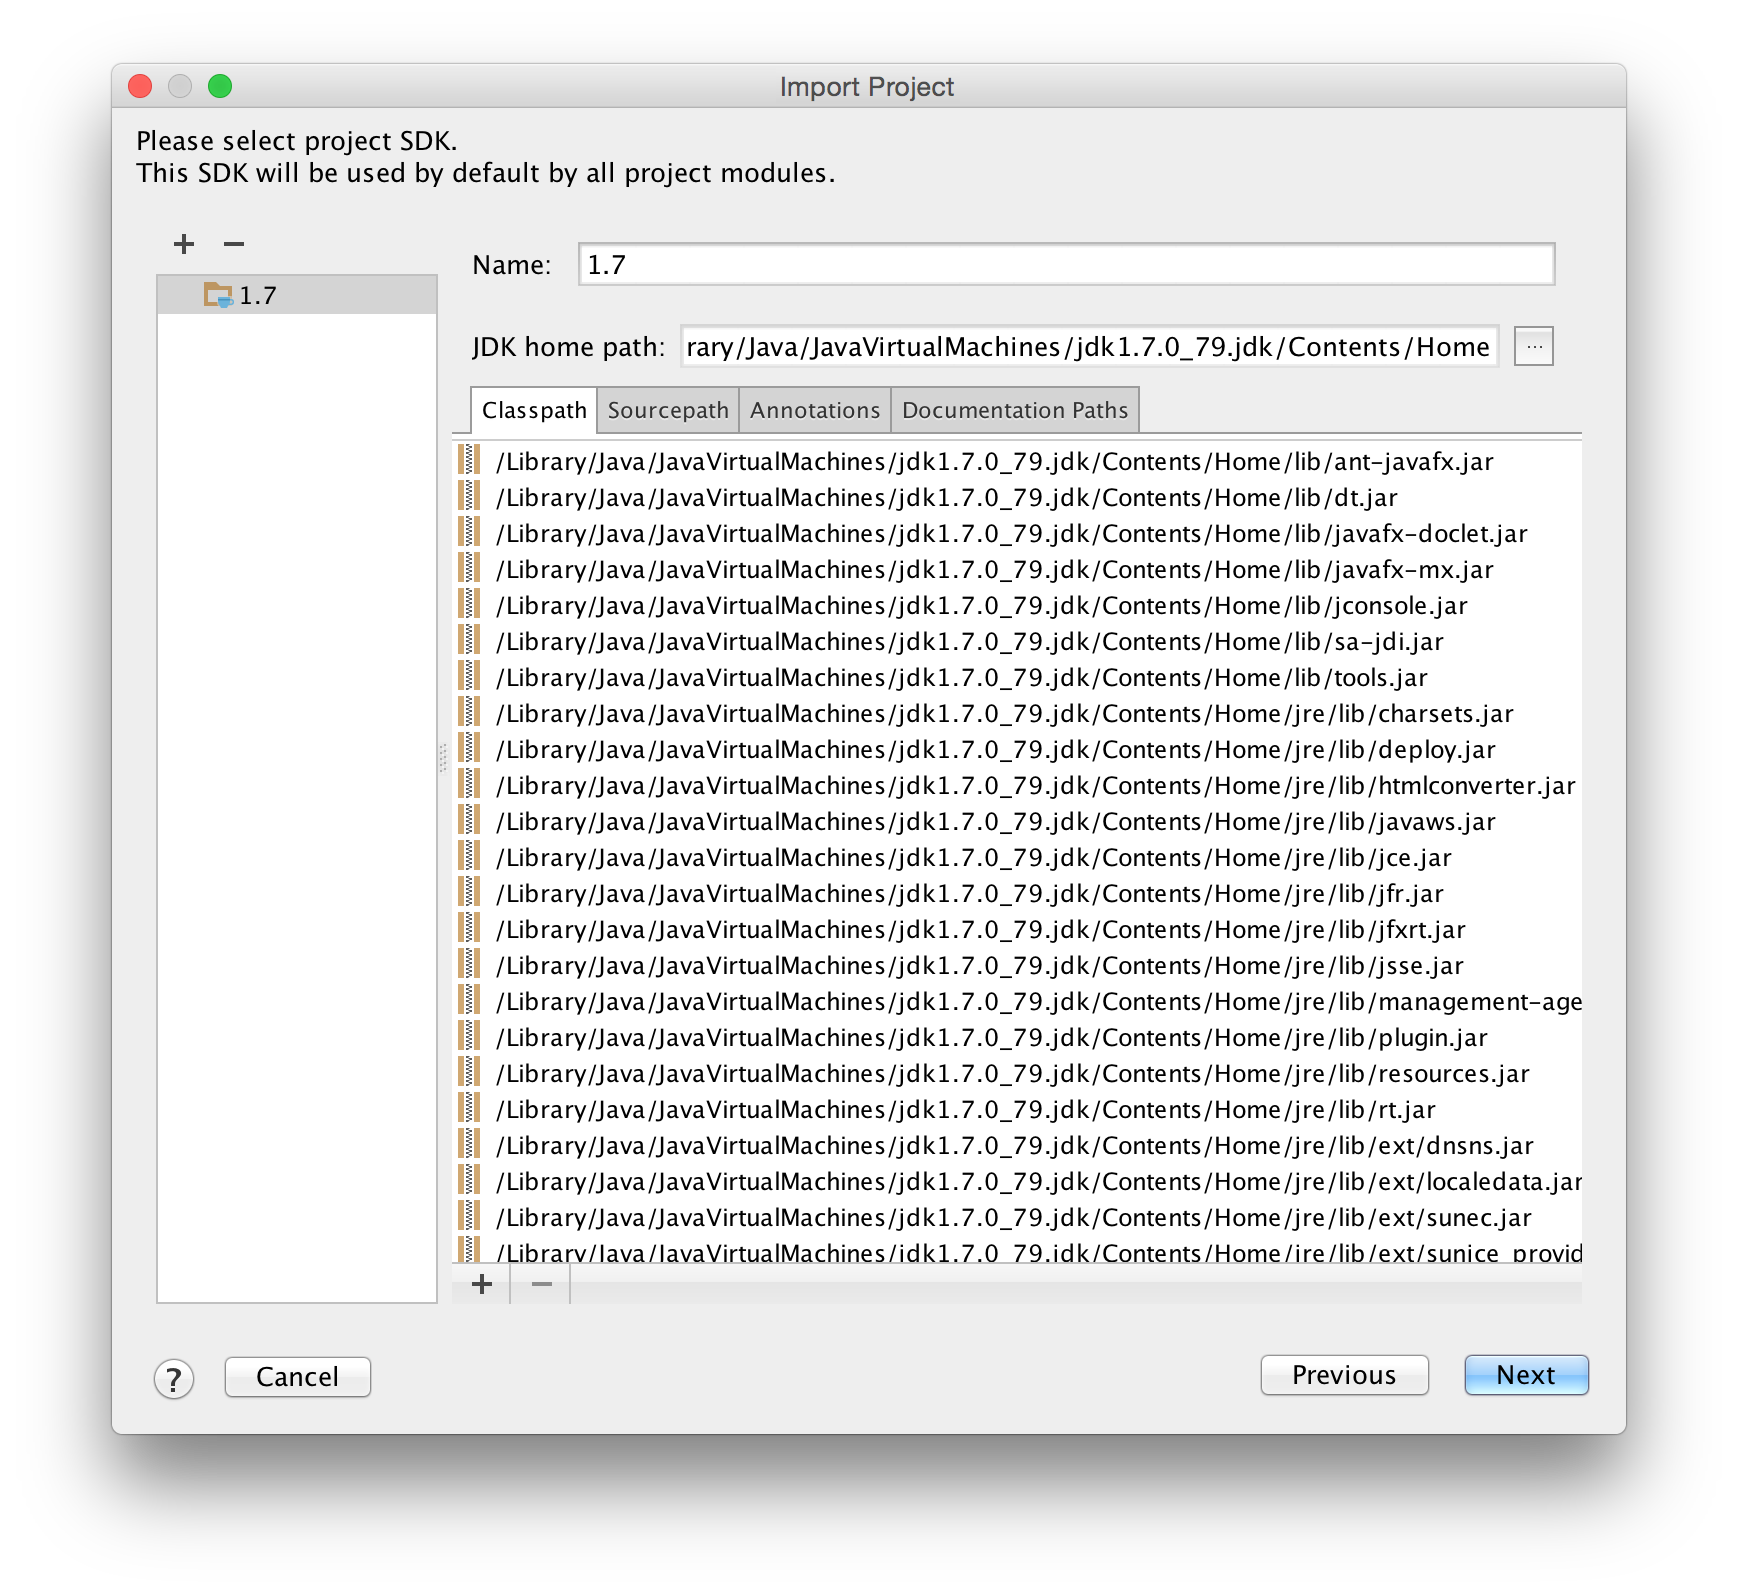 Import Project
Please select project SDK.
This SDK will be used by default by all project modules.
1.7
Name: 1.7
JDK home path: rary/Java/JavaVirtualMachines/jdk1.7.0_79.jdk/Contents/Home ...
Classpath Sourcepath Annotations Documentation Paths
/Library/Java/JavaVirtualMachines/jdk1.7.0_79.jdk/Contents/Home/lib/ant-javafx.jar
/Library/Java/JavaVirtualMachines/jdk1.7.0_79.jdk/Contents/Home/lib/dt.jar
/Library/Java/JavaVirtualMachines/jdk1.7.0_79.jdk/Contents/Home/lib/javafx-doclet.jar
/Library/Java/JavaVirtualMachines/jdk1.7.0_79.jdk/Contents/Home/lib/javafx-mx.jar
/Library/Java/JavaVirtualMachines/jdk1.7.0_79.jdk/Contents/Home/lib/jconsole.jar
/Library/Java/JavaVirtualMachines/jdk1.7.0_79.jdk/Contents/Home/lib/sa-jdi.jar
/Library/Java/JavaVirtualMachines/jdk1.7.0_79.jdk/Contents/Home/lib/tools.jar
/Library/Java/JavaVirtualMachines/jdk1.7.0_79.jdk/Contents/Home/jre/lib/charsets.jar
/Library/Java/JavaVirtualMachines/jdk1.7.0_79.jdk/Contents/Home/jre/lib/deploy.jar
/Library/Java/JavaVirtualMachines/jdk1.7.0_79.jdk/Contents/Home/jre/lib/htmlconverter.jar
/Library/Java/JavaVirtualMachines/jdk1.7.0_79.jdk/Contents/Home/jre/lib/javaws.jar
/Library/Java/JavaVirtualMachines/jdk1.7.0_79.jdk/Contents/Home/jre/lib/jce.jar
/Library/Java/JavaVirtualMachines/jdk1.7.0_79.jdk/Contents/Home/jre/lib/jfr.jar
/Library/Java/JavaVirtualMachines/jdk1.7.0_79.jdk/Contents/Home/jre/lib/jfxrt.jar
/Library/Java/JavaVirtualMachines/jdk1.7.0_79.jdk/Contents/Home/jre/lib/jsse.jar
/Library/Java/JavaVirtualMachines/jdk1.7.0_79.jdk/Contents/Home/jre/lib/management-age
/Library/Java/JavaVirtualMachines/jdk1.7.0_79.jdk/Contents/Home/jre/lib/plugin.jar
/Library/Java/JavaVirtualMachines/jdk1.7.0_79.jdk/Contents/Home/jre/lib/resources.jar
/Library/Java/JavaVirtualMachines/jdk1.7.0_79.jdk/Contents/Home/jre/lib/rt.jar
/Library/Java/JavaVirtualMachines/jdk1.7.0_79.jdk/Contents/Home/jre/lib/ext/dnsns.jar
/Library/Java/JavaVirtualMachines/jdk1.7.0_79.jdk/Contents/Home/jre/lib/ext/localedata.jar
/Library/Java/JavaVirtualMachines/jdk1.7.0_79.jdk/Contents/Home/jre/lib/ext/sunec.jar
/Library/Java/JavaVirtualMachines/jdk1.7.0_79.jdk/Contents/Home/jre/lib/ext/sunjce_provid
? Cancel Previous Next